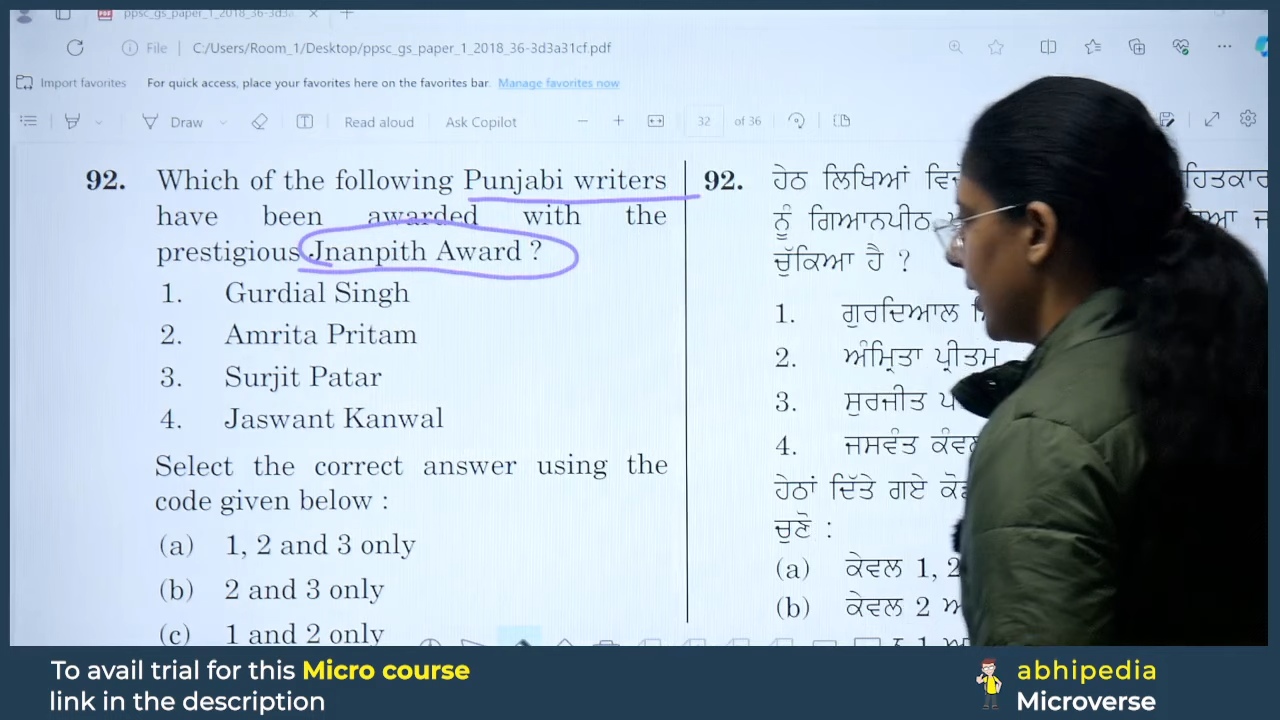 ppsc_gs_paper_1_2018_36-3d3a
File C:/Users/Room_1/Desktop/ppsc_gs_paper_1_2018_36-3d3a31cf.pdf
Import favorites For quick access, place your favorites here on the favorites bar. Manage favorites now
Draw Read aloud Ask Copilot 32 of 36
92. Which of the following Punjabi writers
have been awarded with the
prestigious Jnanpith Award ?
1. Gurdial Singh
2. Amrita Pritam
3. Surjit Patar
4. Jaswant Kanwal
Select the correct answer using the
code given below :
(a) 1, 2 and 3 only
(b) 2 and 3 only
(c) 1 and 2 only
92. ਹੇਠ ਲਿਖਿਆਂ
ਨੂੰ ਗਿਆਨਪੀਠ
ਚੁੱਕਿਆ ਹੈ ?
1. ਗੁਰਦਿਆਲ
2. ਅੰਮ੍ਰਿਤਾ ਪ੍ਰੀਤਮ
3. ਸੁਰਜੀਤ
4. ਜਸਵੰਤ ਕੰਵਲ
ਹੇਠਾਂ ਦਿੱਤੇ ਗਏ
ਚੁਣੋ :
(a) ਕੇਵਲ 1, 2
(b) ਕੇਵਲ 2
To avail trial for this Micro course
link in the description
abhipedia
Microverse